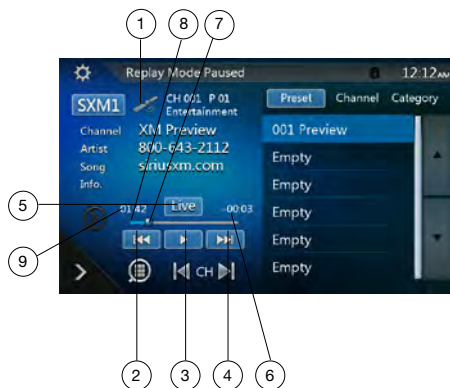 1 8 7
Replay Mode Paused 12:12AM
SXM1 CH 001 P 01 Preset Channel Category
Entertainment
Channel XM Preview 001 Preview
Artist 800-643-2112 Empty
Song siriusxm.com Empty
Info. Empty
5 01:42 Live -00:03 Empty
9 Empty
CH Empty
2 3 4 6